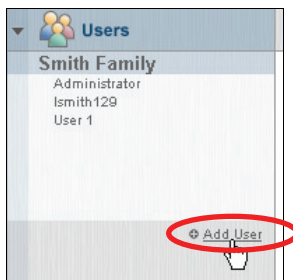 Users
Smith Family
Administrator
lsmith129
User 1
Add User